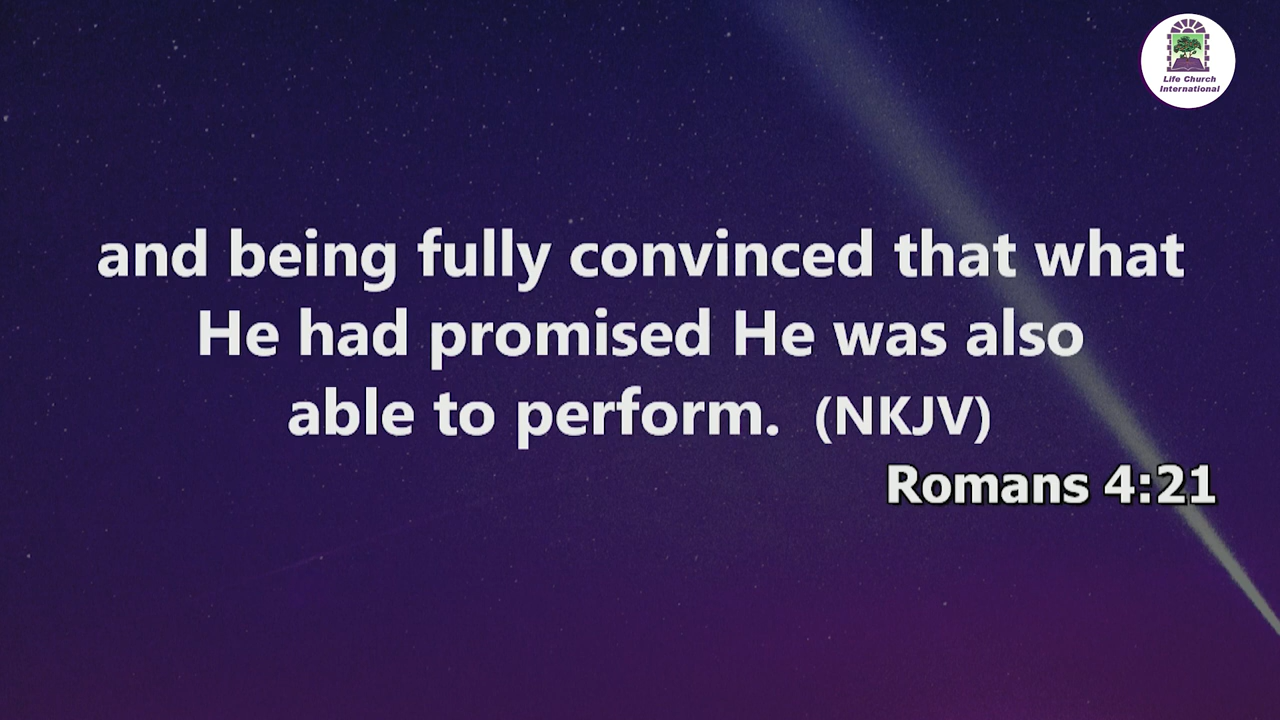 Life Church
International
and being fully convinced that what
He had promised He was also
able to perform. (NKJV)
Romans 4:21